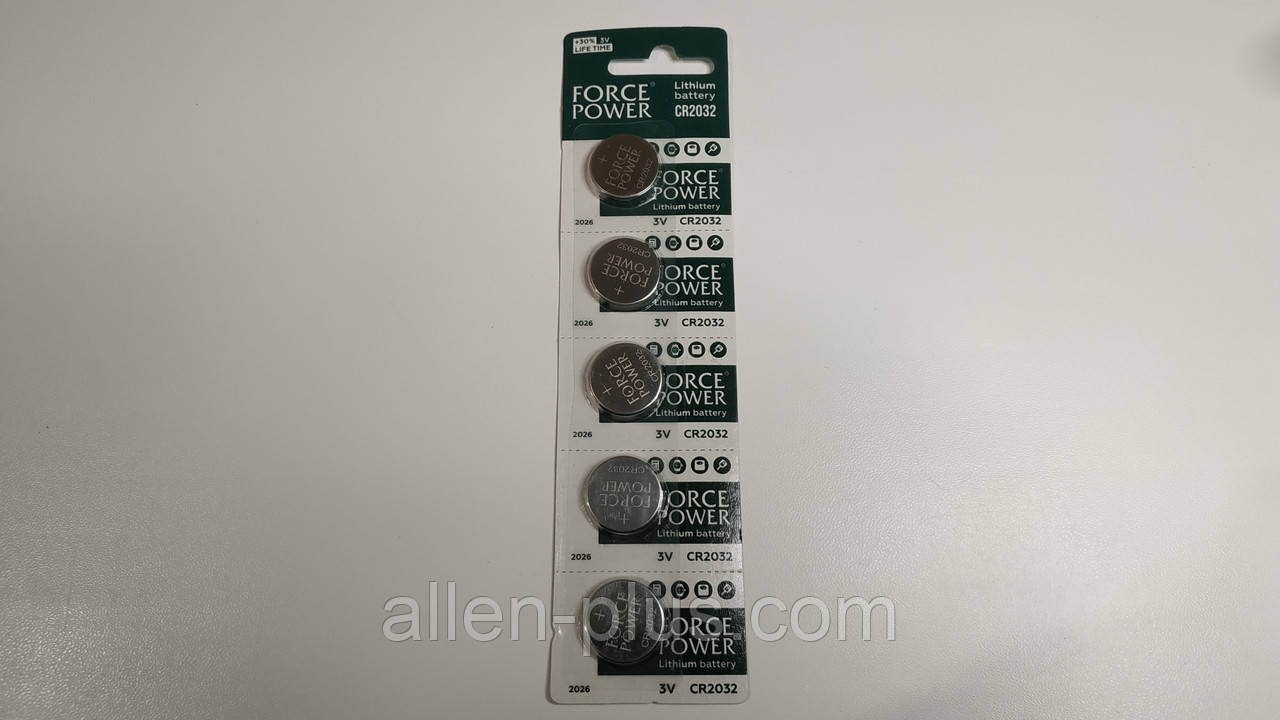 +30% 3V
LIFE TIME
FORCE
POWER
Lithium
battery
CR2032
+
FORCE
POWER
CR2032
FORCE
POWER
Lithium battery
2026 3V CR2032
CR2032
POWER
FORCE
+
FORCE
POWER
Lithium battery
2026 3V CR2032
+
FORCE
POWER
CR2032
FORCE
POWER
Lithium battery
2026 3V CR2032
CR2032
POWER
FORCE
+
FORCE
POWER
Lithium battery
2026 3V CR2032
+
FORCE
POWER
CR2032
allen-plus.com
FORCE
POWER
Lithium battery
2026 3V CR2032